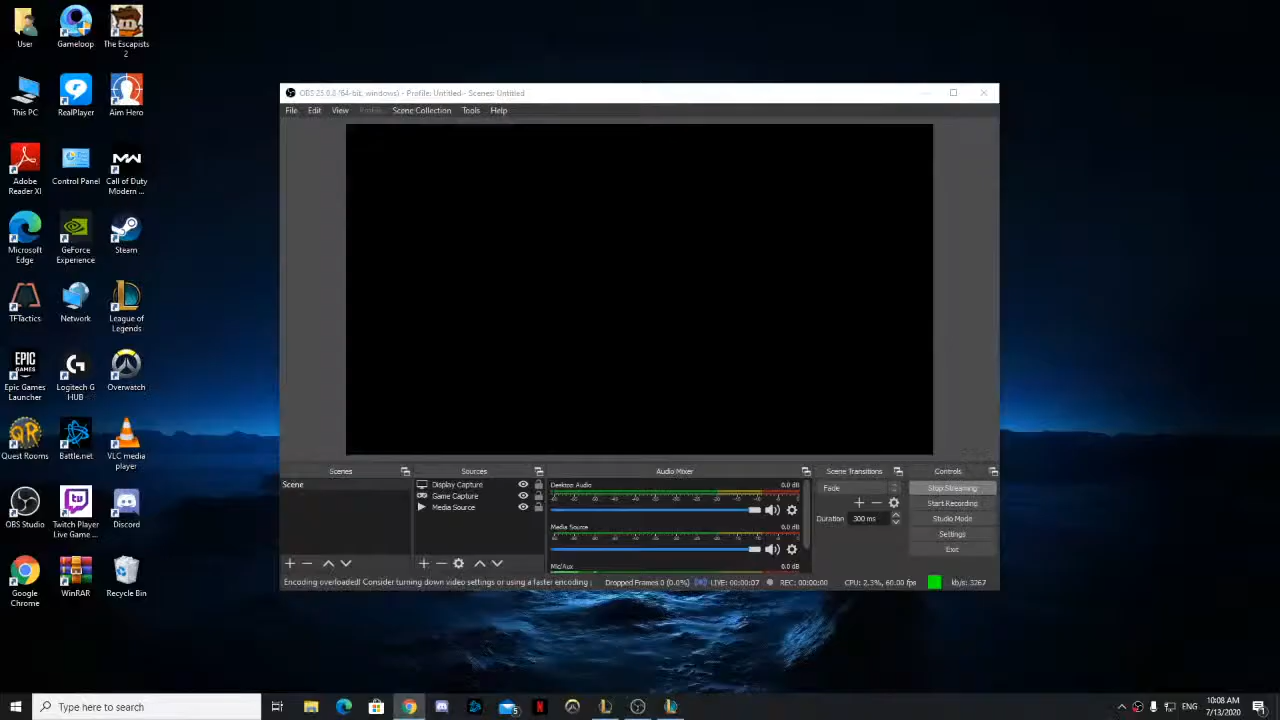 User
Gameloop
The Escapists
2
This PC
RealPlayer
Aim Hero
Adobe
Reader XI
Control Panel
Call of Duty
Modern ...
Microsoft
Edge
GeForce
Experience
Steam
TFTactics
Network
League of
Legends
EPIC
GAMES
Epic Games
Launcher
Logitech G
HUB
Overwatch
Quest Rooms
Battle.net
VLC media
player
OBS Studio
Twitch Player
Live Game ...
Discord
Google
Chrome
WinRAR
Recycle Bin
OBS 25.0.8 (64-bit, windows) - Profile: Untitled - Scenes: Untitled
File Edit View Profile Scene Collection Tools Help
Scenes
Scene
Sources
Display Capture
Game Capture
Media Source
Audio Mixer
Desktop Audio 0.0 dB
Media Source 0.0 dB
Mic/Aux 0.0 dB
Scene Transitions
Fade
Duration 300 ms
Controls
Stop Streaming
Start Recording
Studio Mode
Settings
Exit
Encoding overloaded! Consider turning down video settings or using a faster encoding
Dropped Frames 0 (0.0%) LIVE: 00:00:07 REC: 00:00:00 CPU: 2.3%, 60.00 fps kb/s: 3267
Type here to search
5
ENG
10:08 AM
7/13/2020